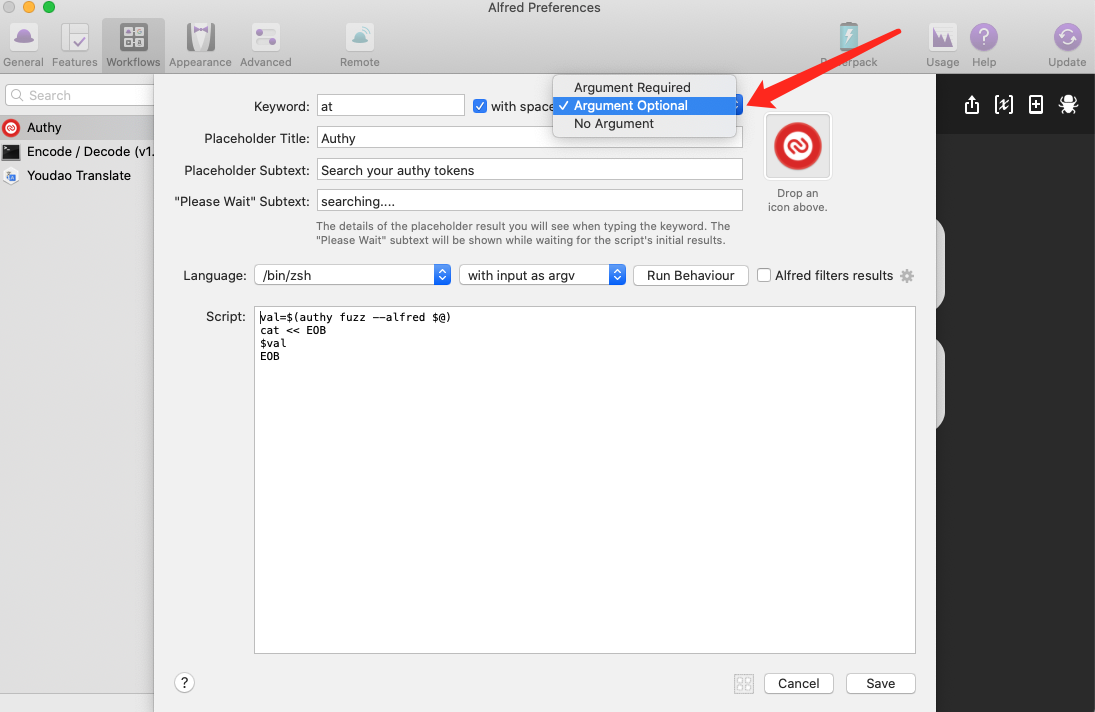 Alfred Preferences
General Features Workflows Appearance Advanced Remote Usage Help Update
Search
Authy
Encode / Decode (v1.
Youdao Translate
Keyword: at with space
Argument Required
✓ Argument Optional
No Argument
Placeholder Title: Authy
Placeholder Subtext: Search your authy tokens
"Please Wait" Subtext: searching....
Drop an
icon above.
The details of the placeholder result you will see when typing the keyword. The
"Please Wait" subtext will be shown while waiting for the script's initial results.
Language: /bin/zsh with input as argv Run Behaviour Alfred filters results
Script:
val=$(authy fuzz --alfred $@)
cat << EOB
$val
EOB
? Cancel Save